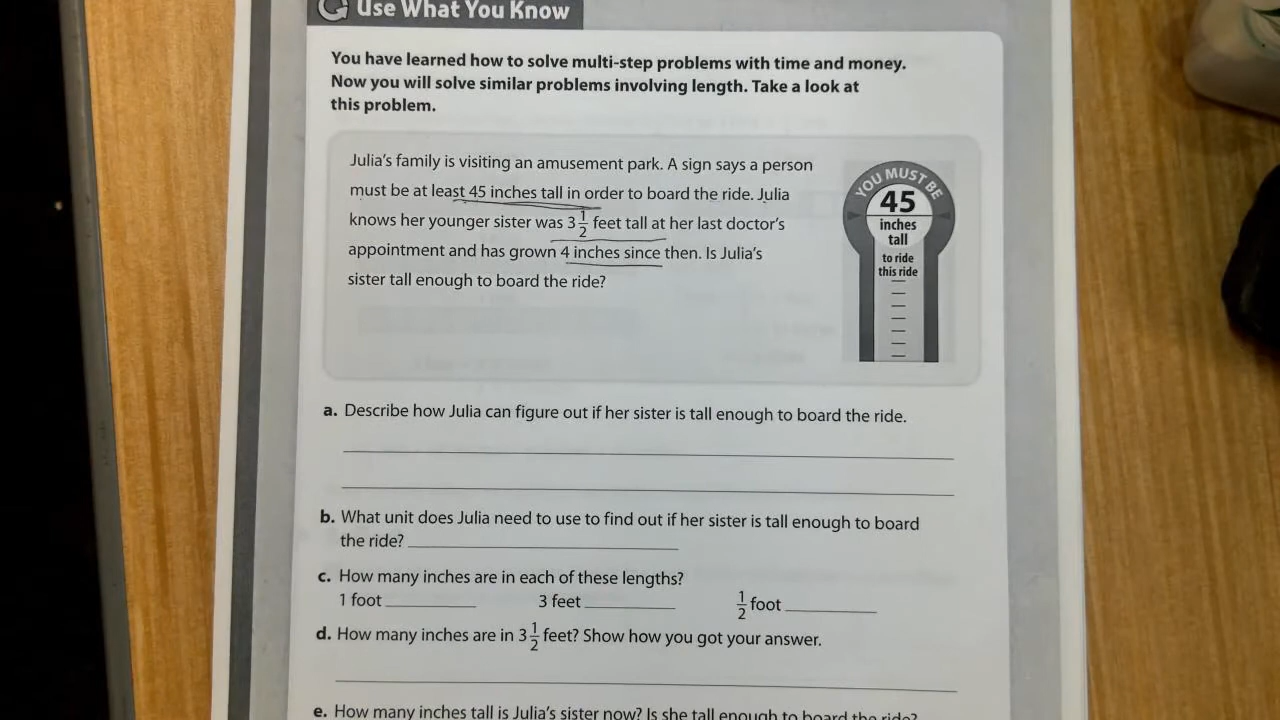 Use What You Know
You have learned how to solve multi-step problems with time and money.
Now you will solve similar problems involving length. Take a look at
this problem.
Julia's family is visiting an amusement park. A sign says a person
must be at least 45 inches tall in order to board the ride. Julia
knows her younger sister was 3 1/2 feet tall at her last doctor's
appointment and has grown 4 inches since then. Is Julia's
sister tall enough to board the ride?
YOU MUST BE
45
inches
tall
to ride
this ride
a. Describe how Julia can figure out if her sister is tall enough to board the ride.
b. What unit does Julia need to use to find out if her sister is tall enough to board
the ride?
c. How many inches are in each of these lengths?
1 foot 3 feet 1/2 foot
d. How many inches are in 3 1/2 feet? Show how you got your answer.
e. How many inches tall is Julia's sister now? Is she tall enough to board the ride?